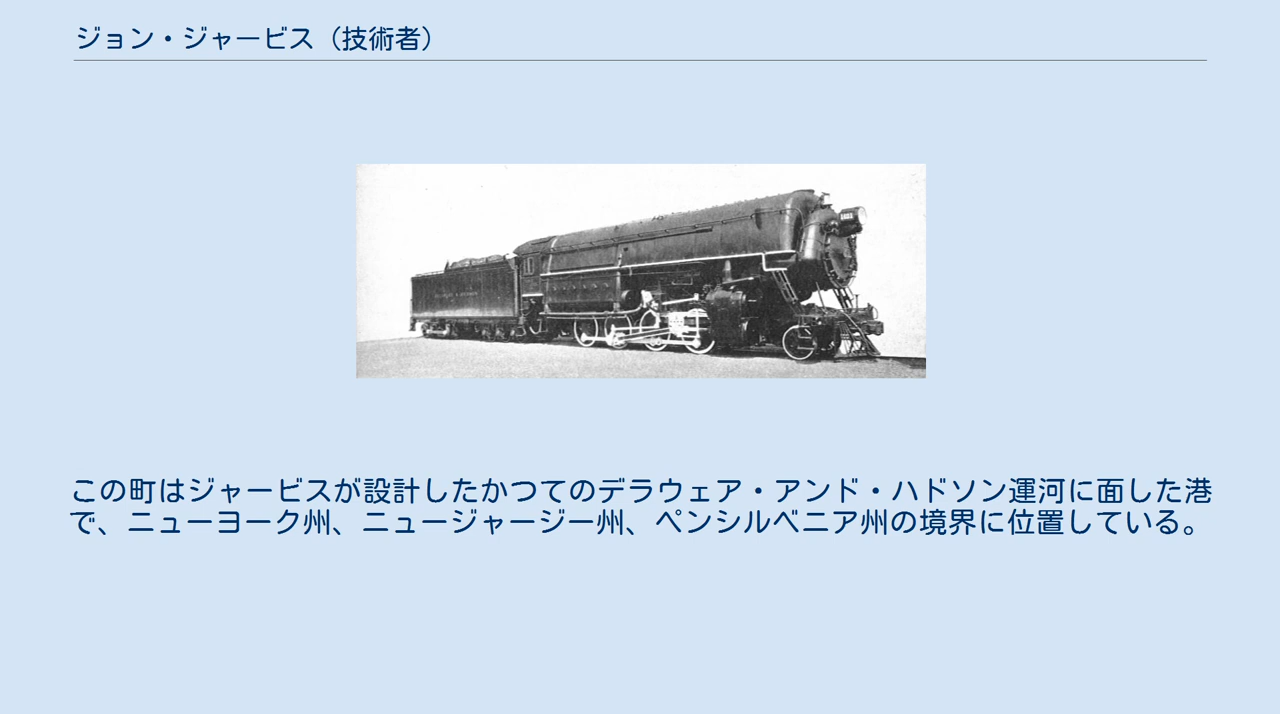 ジョン・ジャービス（技術者）
この町はジャービスが設計したかつてのデラウェア・アンド・ハドソン運河に面した港
で、ニューヨーク州、ニュージャージー州、ペンシルベニア州の境界に位置している。